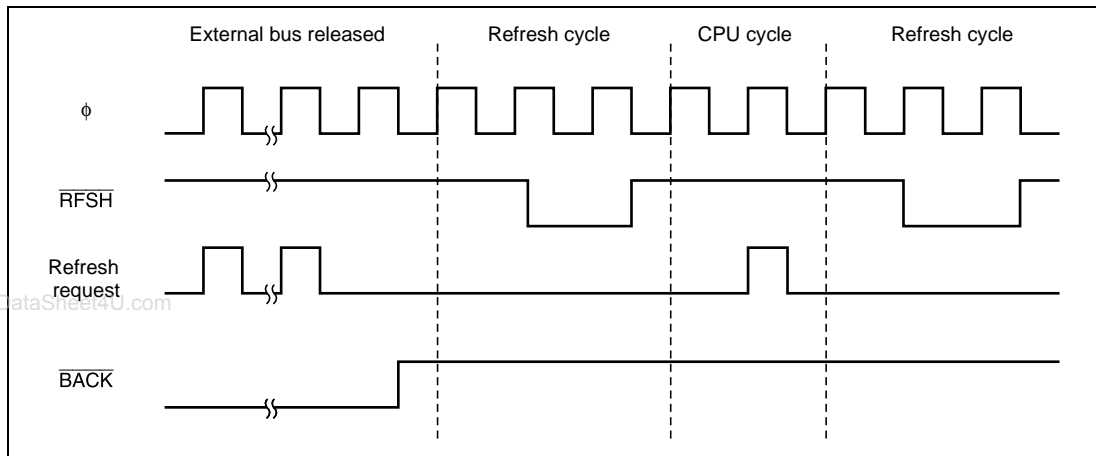 External bus released Refresh cycle CPU cycle Refresh cycle
φ
RFSH
Refresh
request
DataSheet4U.com
BACK